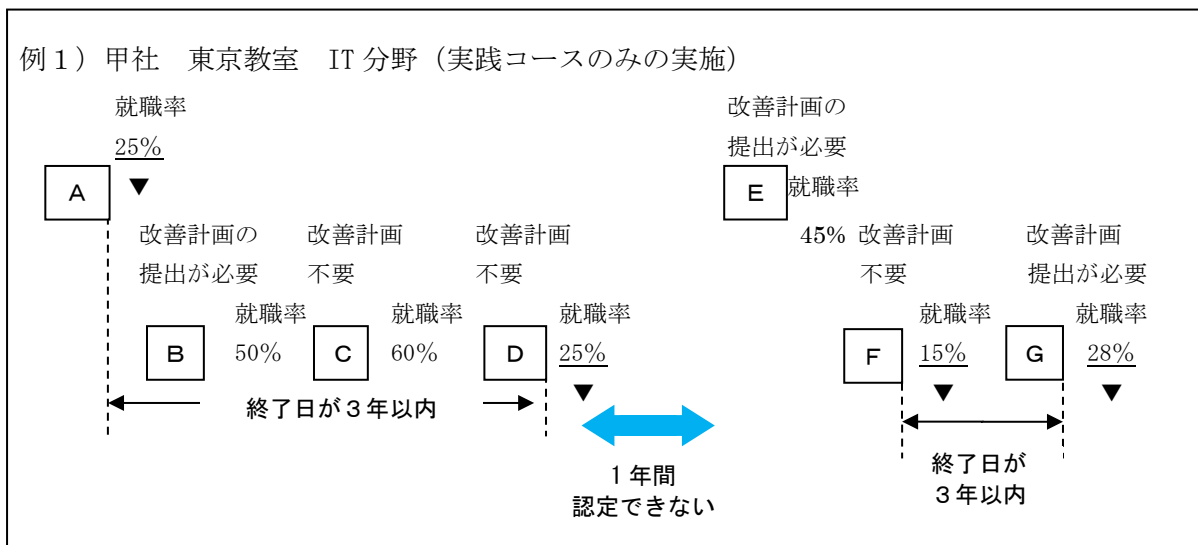 例１）甲社　東京教室　IT 分野（実践コースのみの実施）
就職率
25%
▼
A
改善計画の
提出が必要
就職率
50%
B
改善計画
不要
就職率
60%
C
改善計画
不要
就職率
25%
▼
D
終了日が３年以内
１年間
認定できない
改善計画の
提出が必要
E
就職率
45%
改善計画
不要
就職率
15%
▼
F
改善計画
提出が必要
就職率
28%
▼
G
終了日が
３年以内